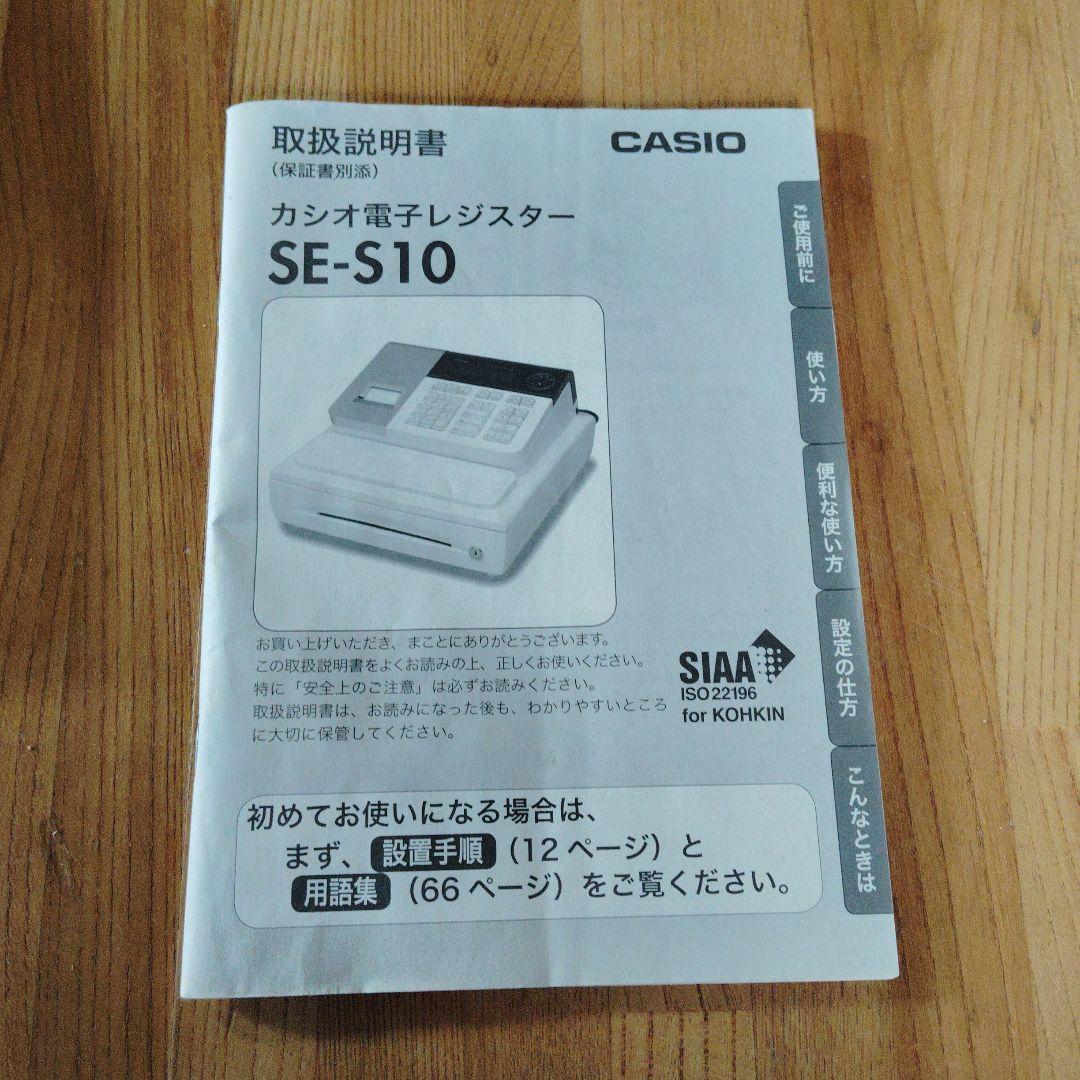 取扱説明書
(保証書別添)
CASIO
カシオ電子レジスター
SE-S10
ご使用前に
使い方
便利な使い方
設定の仕方
こんなときは
お買い上げいただき、まことにありがとうございます。
この取扱説明書をよくお読みの上、正しくお使いください。
特に「安全上のご注意」は必ずお読みください。
取扱説明書は、お読みになった後も、わかりやすいところ
に大切に保管してください。
SIAA
ISO 22196
for KOHKIN
初めてお使いになる場合は、
まず、設置手順（12 ページ）と
用語集（66 ページ）をご覧ください。